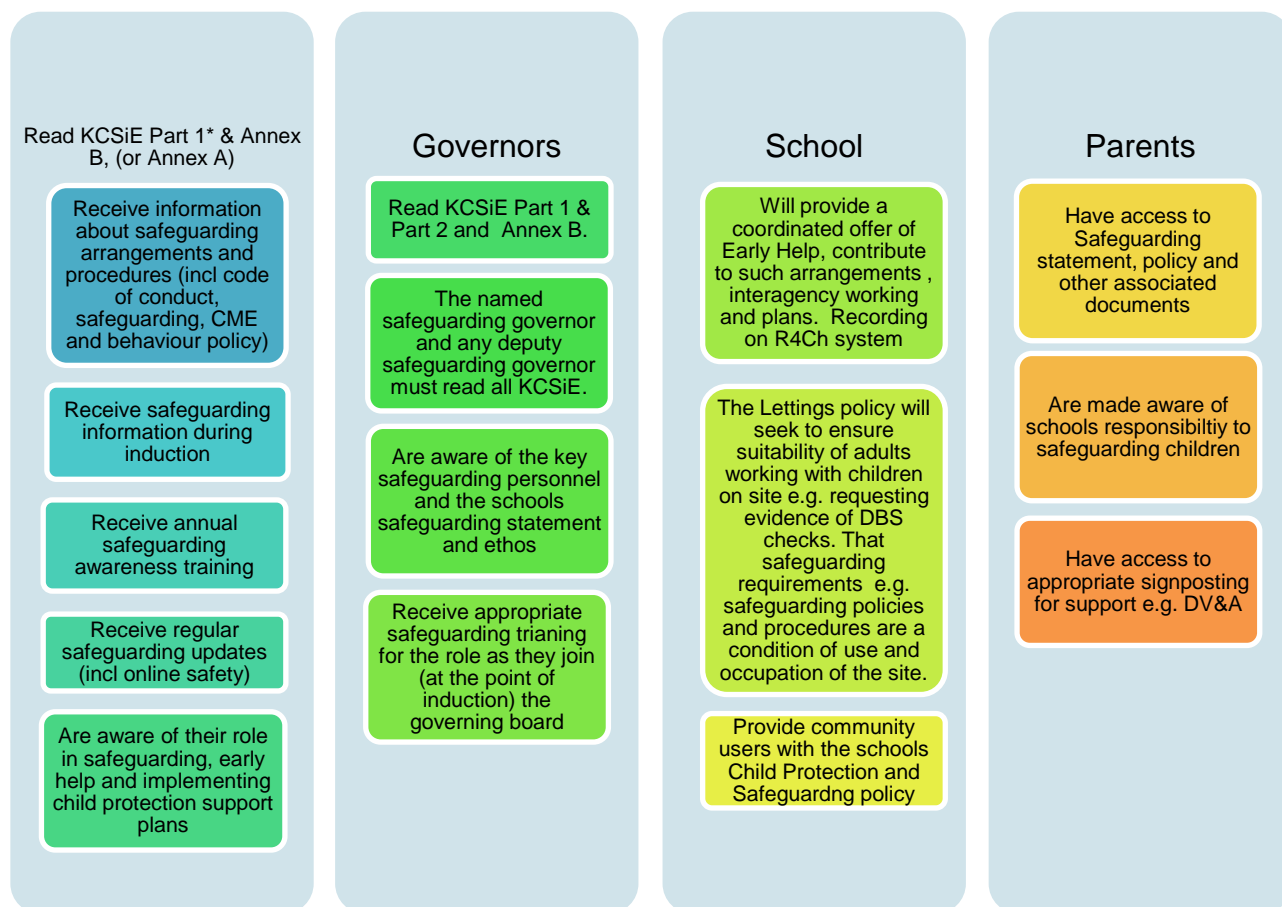 Read KCSiE Part 1* & Annex
B, (or Annex A)
Receive information
about safeguarding
arrangements and
procedures (incl code
of conduct,
safeguarding, CME
and behaviour policy)
Receive safeguarding
information during
induction
Receive annual
safeguarding
awareness training
Receive regular
safeguarding updates
(incl online safety)
Are aware of their role
in safeguarding, early
help and implementing
child protection support
plans
Governors
Read KCSiE Part 1 &
Part 2 and Annex B.
The named
safeguarding governor
and any deputy
safeguarding governor
must read all KCSiE.
Are aware of the key
safeguarding personnel
and the schools
safeguarding statement
and ethos
Receive appropriate
safeguarding trianing
for the role as they join
(at the point of
induction) the
governing board
School
Will provide a
coordinated offer of
Early Help, contribute
to such arrangements ,
interagency working
and plans. Recording
on R4Ch system
The Lettings policy will
seek to ensure
suitability of adults
working with children
on site e.g. requesting
evidence of DBS
checks. That
safeguarding
requirements e.g.
safeguarding policies
and procedures are a
condition of use and
occupation of the site.
Provide community
users with the schools
Child Protection and
Safeguardng policy
Parents
Have access to
Safeguarding
statement, policy and
other associated
documents
Are made aware of
schools responsibiltiy to
safeguarding children
Have access to
appropriate signposting
for support e.g. DV&A